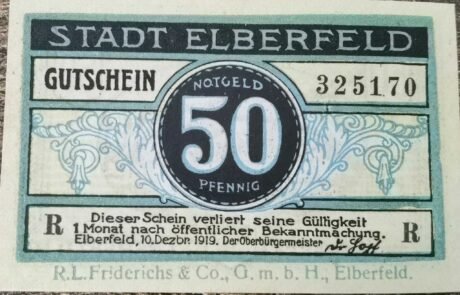 STADT ELBERFELD
GUTSCHEIN
NOTGELD
325170
50
PFENNIG
R
Dieser Schein verliert seine Gültigkeit
1 Monat nach öffentlicher Bekanntmachung.
Elberfeld, 10. Dezbr. 1919. Der Oberbürgermeister
R
R.L. Friderichs & Co., G. m. b. H., Elberfeld.